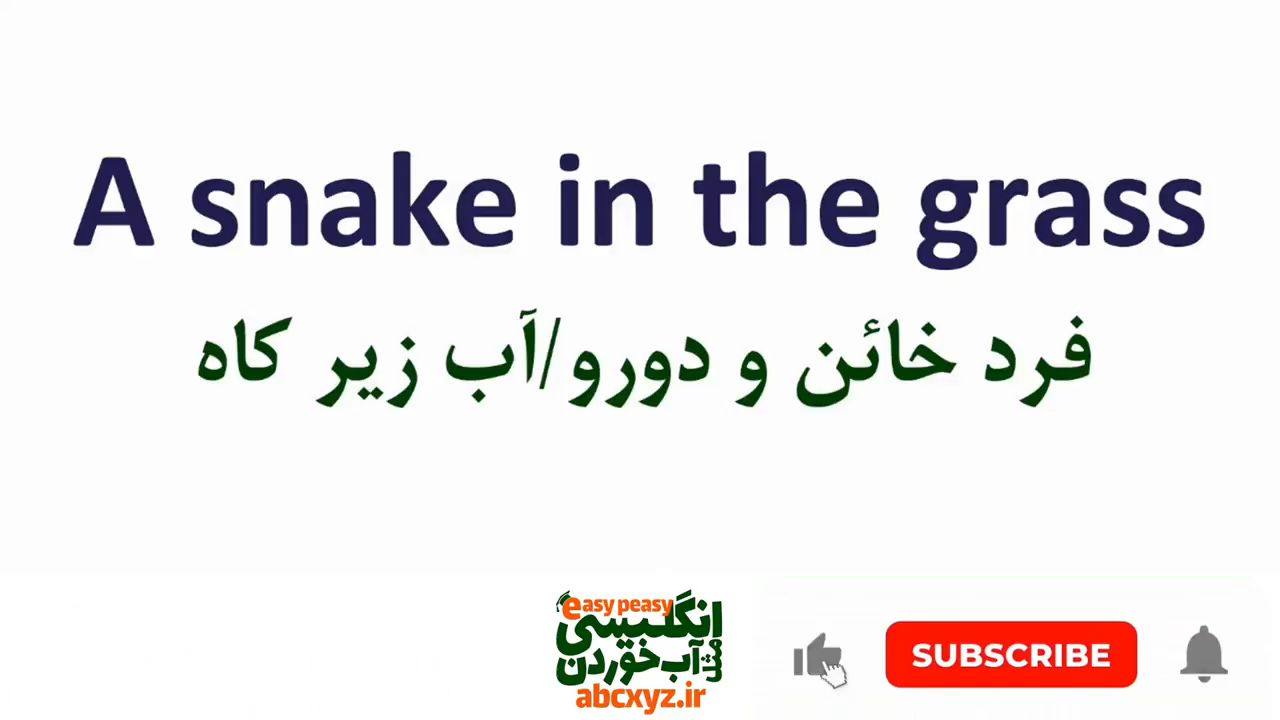 A snake in the grass
فرد خائن و دورو/آب زیر کاه
easy peasy
انگلیسی
مثل آب خوردن
abcxyz.ir
SUBSCRIBE